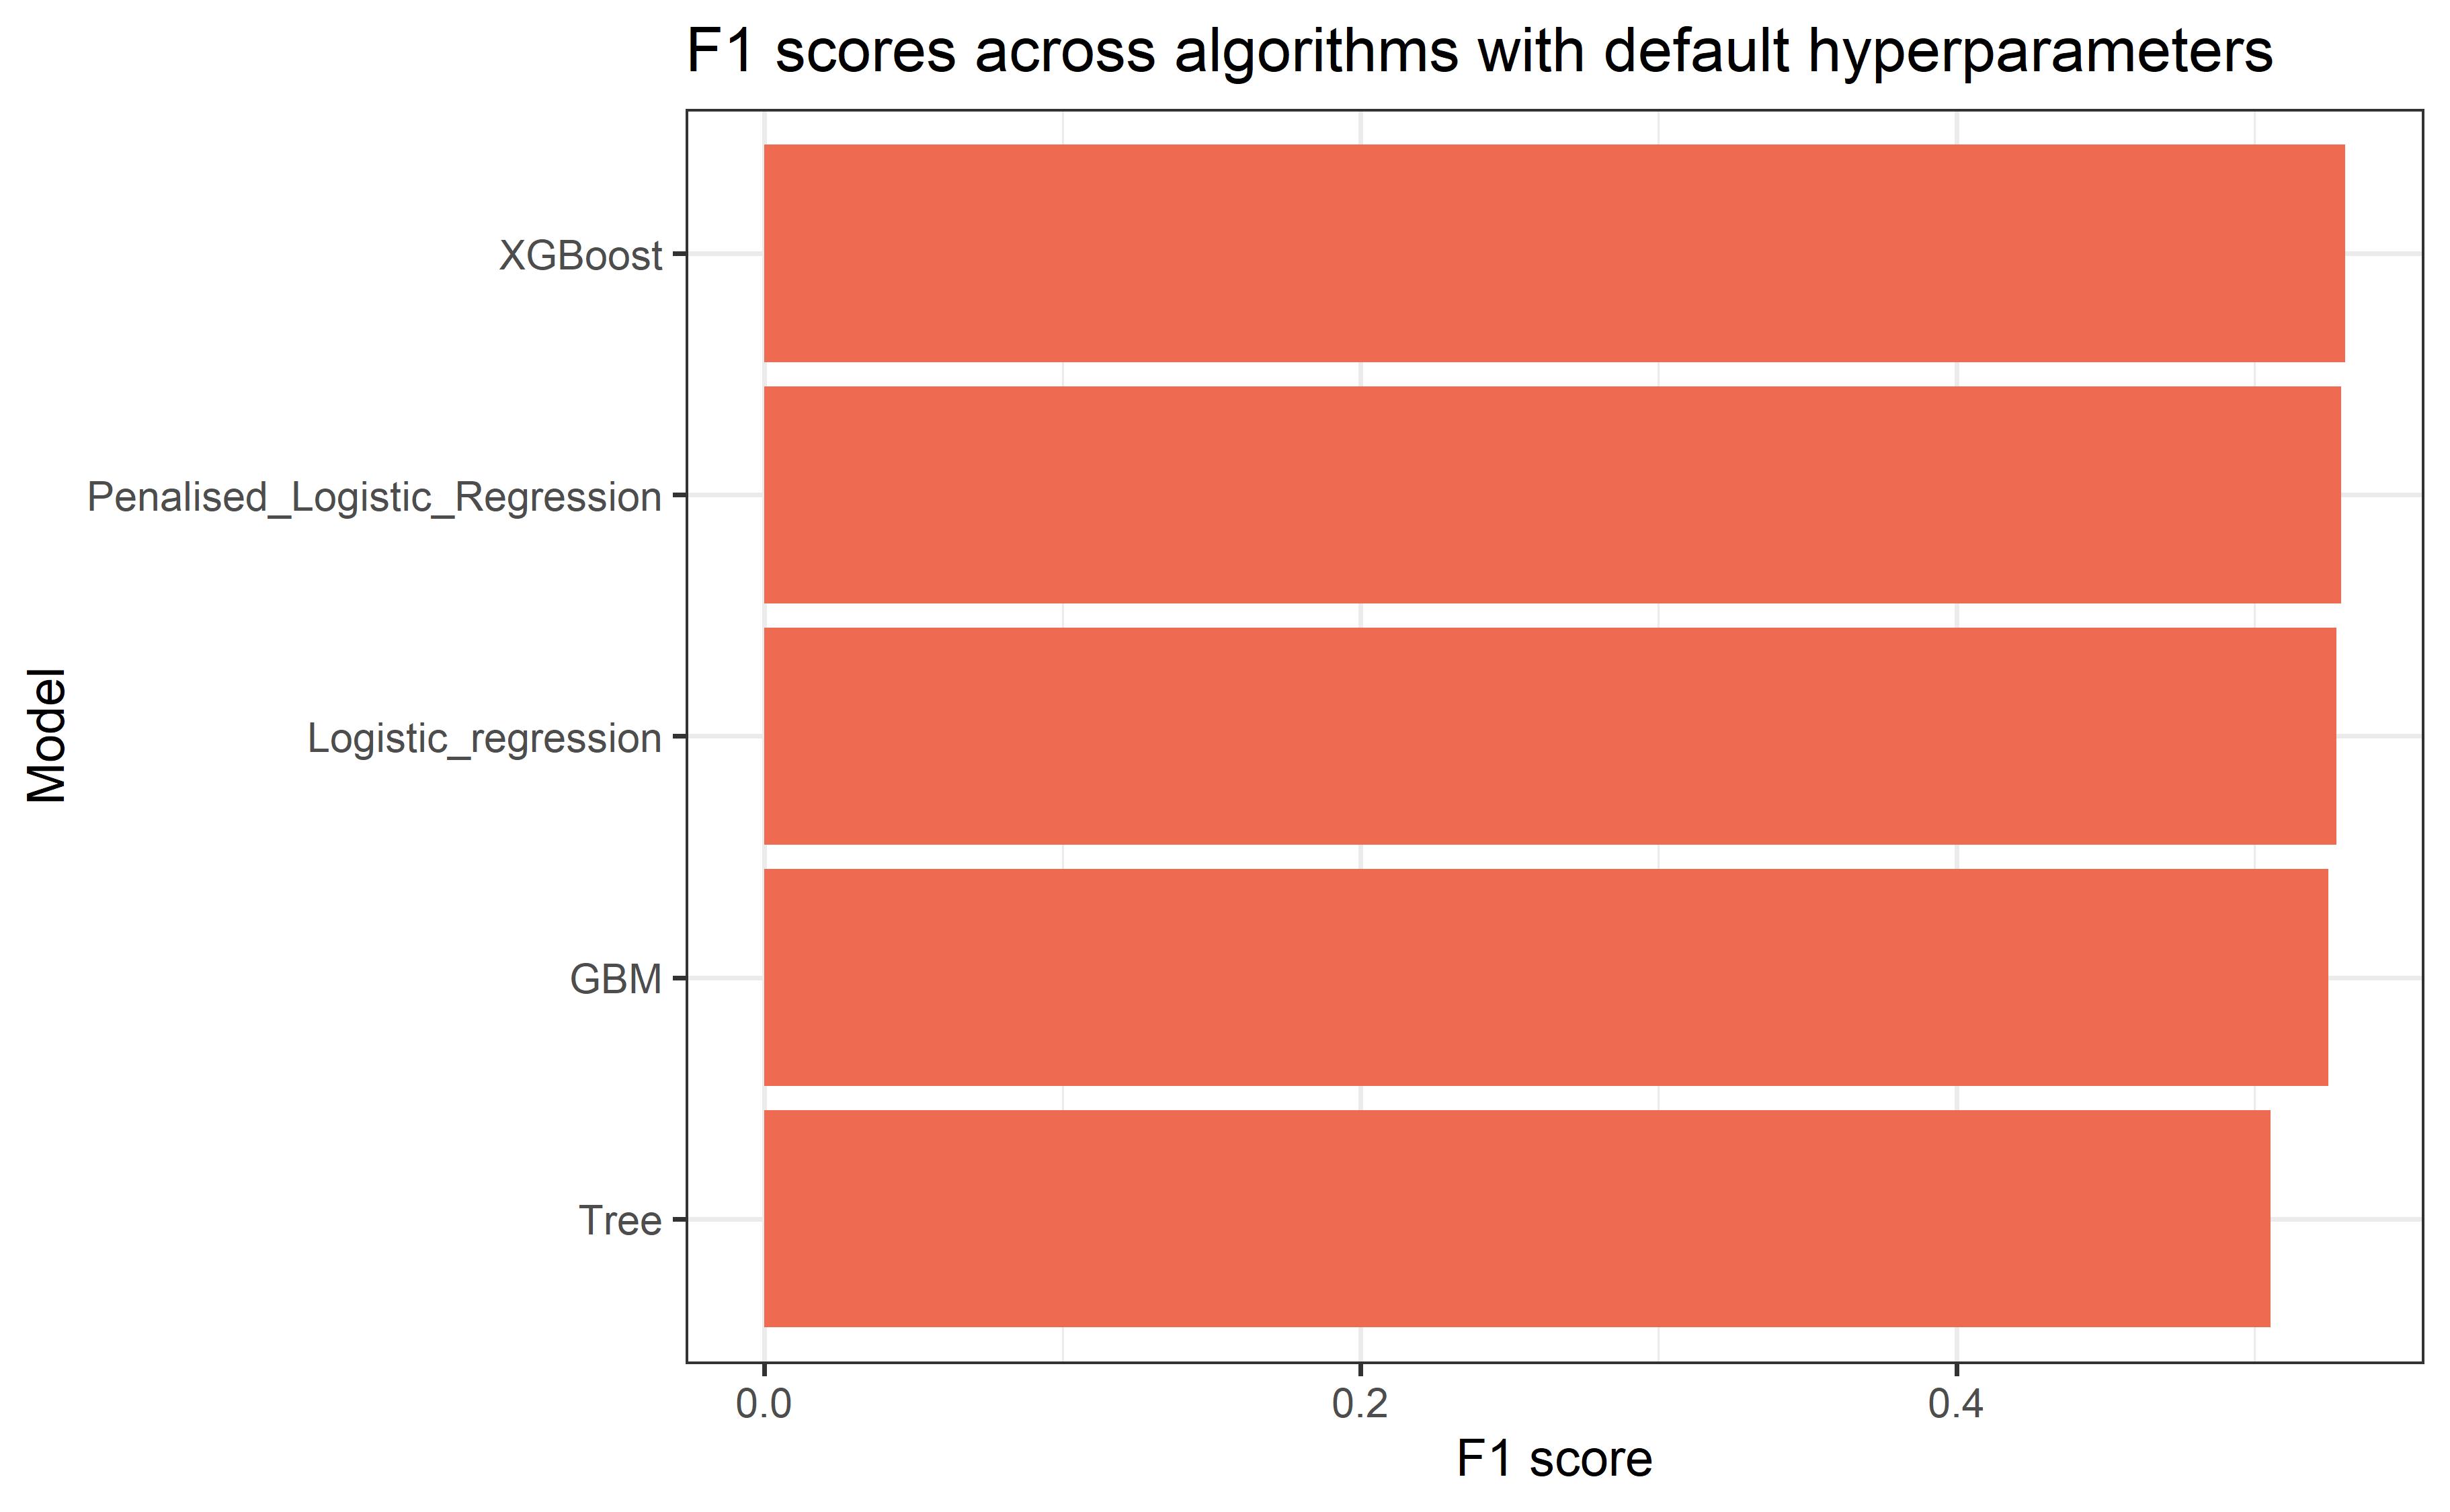 F1 scores across algorithms with default hyperparameters
Model
XGBoost
Penalised_Logistic_Regression
Logistic_regression
GBM
Tree
0.0 0.2 0.4
F1 score